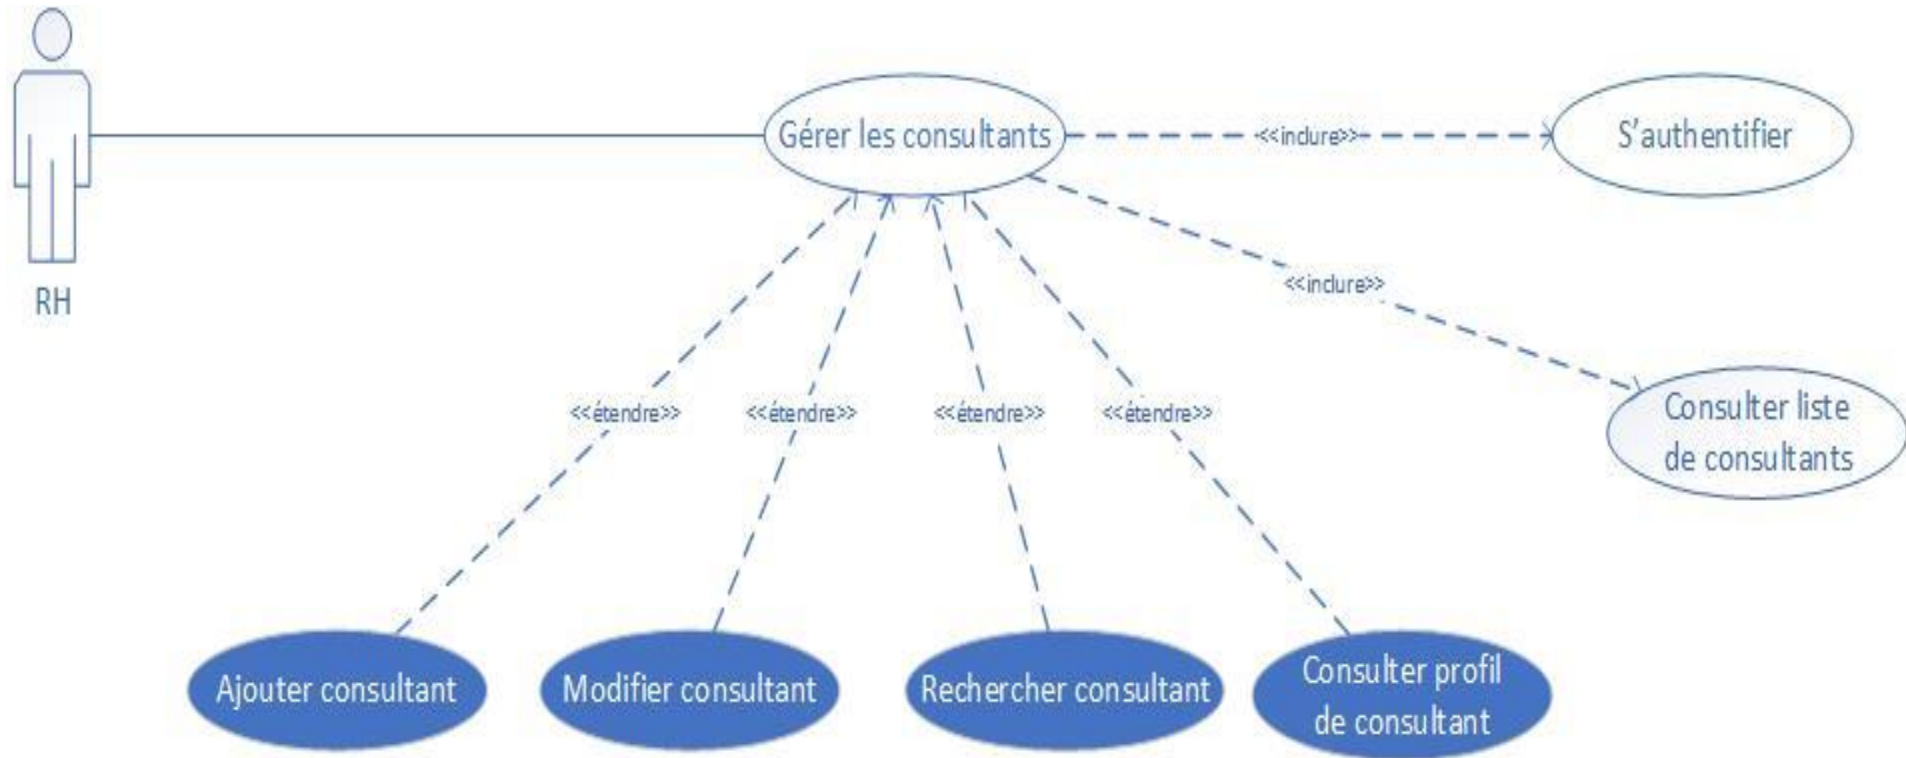 Gérer les consultants
<<inclure>>
S'authentifier
RH
<<inclure>>
Consulter liste
de consultants
<<étendre>>
<<étendre>>
<<étendre>>
<<étendre>>
Ajouter consultant
Modifier consultant
Rechercher consultant
Consulter profil
de consultant